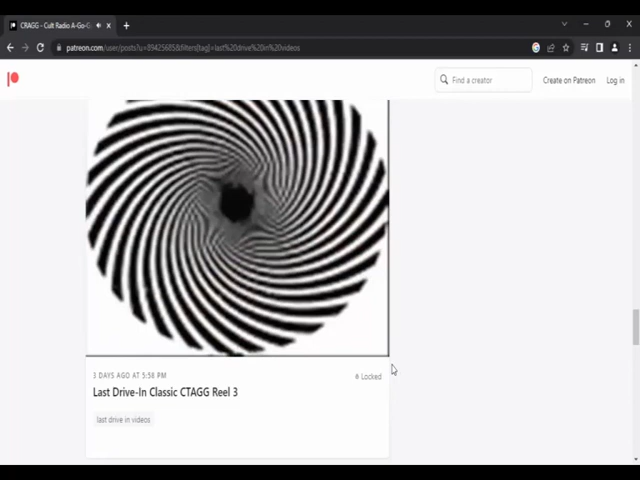 CRAGG - Cult Radio A-Go-G
patreon.com/user/posts?u=89425685&filters[tag]=last%20drive%20in%20videos
Find a creator
Create on Patreon
Log in
3 DAYS AGO AT 5:58 PM
Locked
Last Drive-In Classic CTAGG Reel 3
last drive in videos